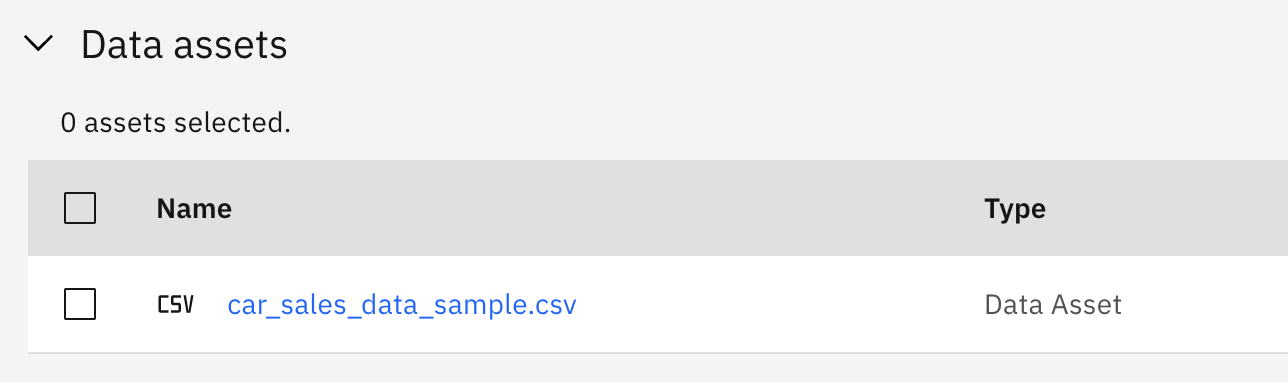 Data assets
0 assets selected.
Name Type
CSV car_sales_data_sample.csv Data Asset